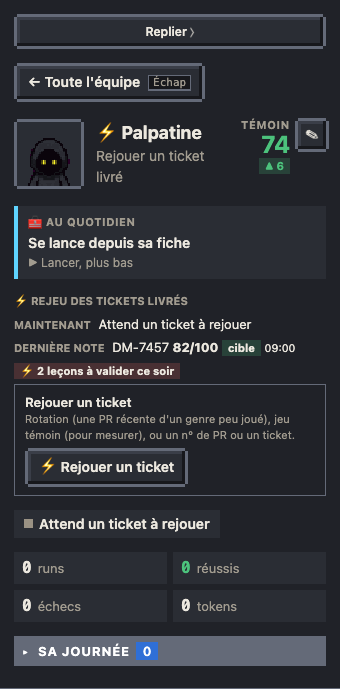 Replier ⟩
← Toute l'équipe Échap
⚡ Palpatine
Rejouer un ticket
livré
TÉMOIN
74
▲ 6
✎
🧰 AU QUOTIDIEN
Se lance depuis sa fiche
▶ Lancer, plus bas
⚡ REJEU DES TICKETS LIVRÉS
MAINTENANT Attend un ticket à rejouer
DERNIÈRE NOTE DM-7457 82/100 cible 09:00
⚡ 2 leçons à valider ce soir
Rejouer un ticket
Rotation (une PR récente d'un genre peu joué), jeu
témoin (pour mesurer), ou un n° de PR ou un ticket.
⚡ Rejouer un ticket
■ Attend un ticket à rejouer
0 runs
0 réussis
0 échecs
0 tokens
▸ SA JOURNÉE 0